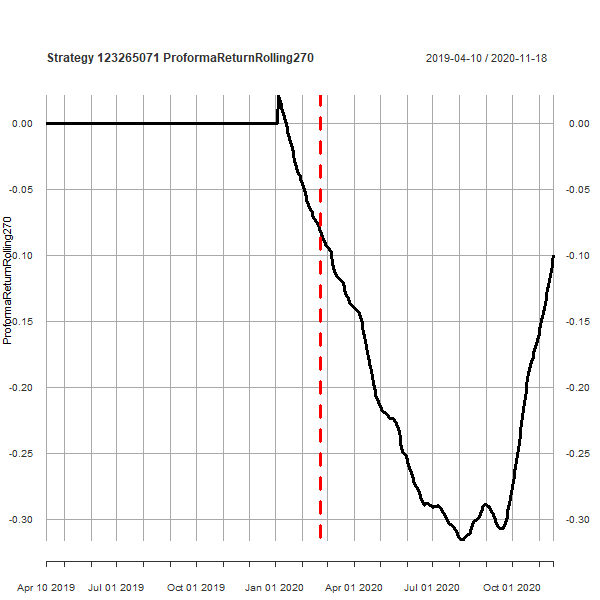 Strategy 123265071 ProformaReturnRolling270
2019-04-10 / 2020-11-18
0.00 0.00
-0.05 -0.05
-0.10 -0.10
-0.15 -0.15
-0.20 -0.20
-0.25 -0.25
-0.30 -0.30
ProformaReturnRolling270
Apr 10 2019 Jul 01 2019 Oct 01 2019 Jan 01 2020 Apr 01 2020 Jul 01 2020 Oct 01 2020